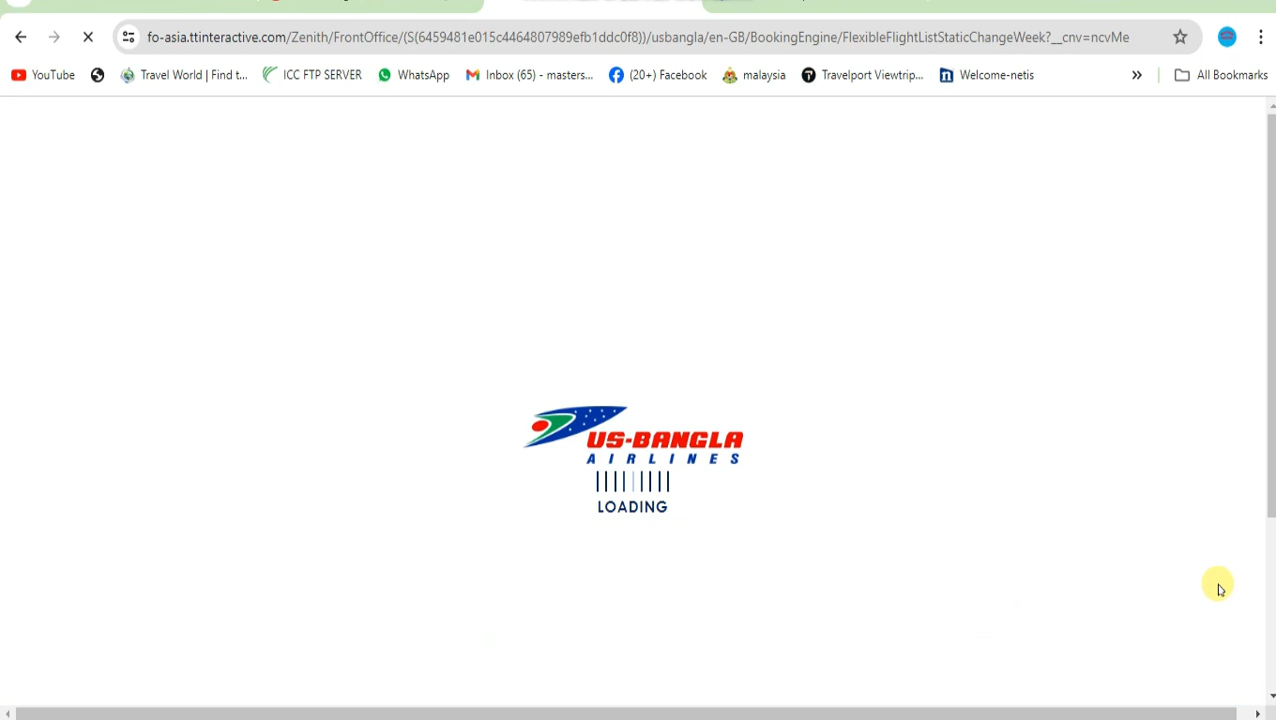 fo-asia.ttinteractive.com/Zenith/FrontOffice/(S(6459481e015c4464807989efb1ddc0f8))/usbangla/en-GB/BookingEngine/FlexibleFlightListStaticChangeWeek?__cnv=ncvMe
YouTube Travel World | Find t... ICC FTP SERVER WhatsApp Inbox (65) - masters... (20+) Facebook malaysia Travelport Viewtrip... Welcome-netis » All Bookmarks
US-BANGLA
AIRLINES
LOADING